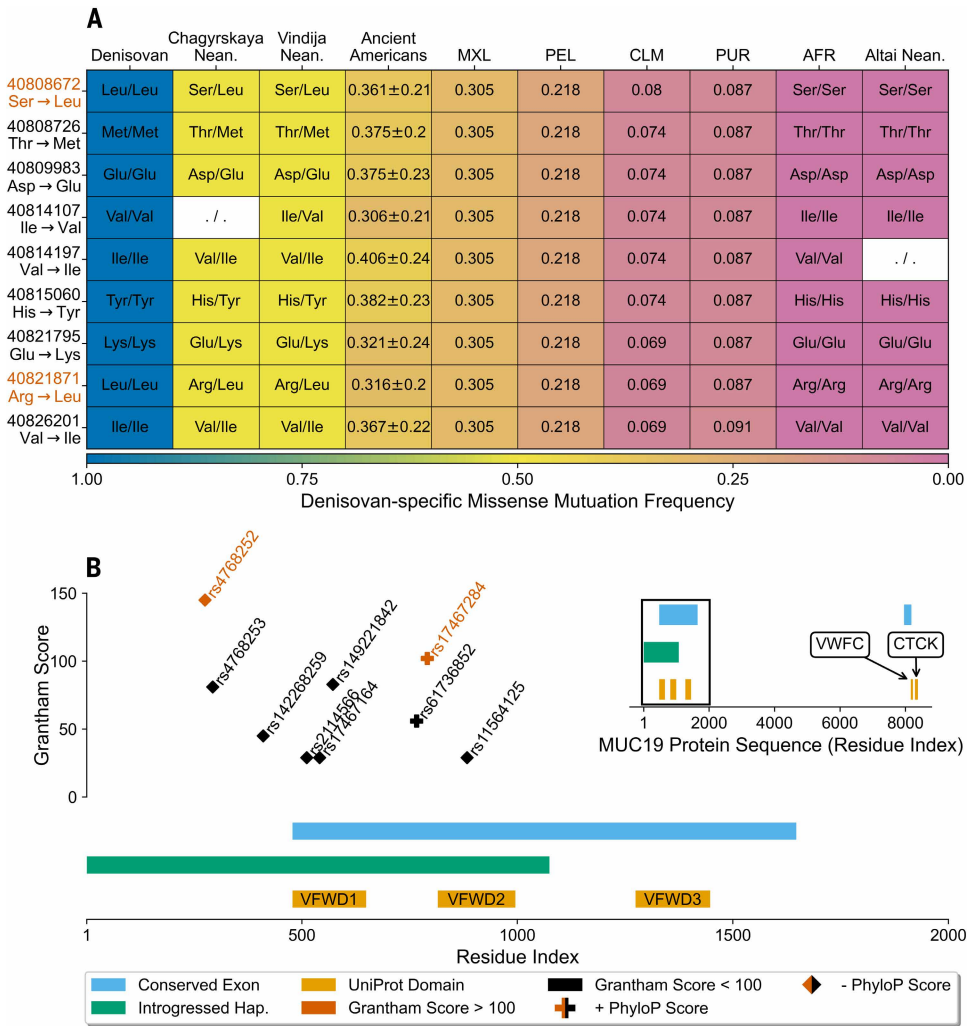 A
Denisovan
Chagyrskaya Nean.
Vindija Nean.
Ancient Americans
MXL
PEL
CLM
PUR
AFR
Altai Nean.
40808672 Ser → Leu
Leu/Leu Ser/Leu Ser/Leu 0.361±0.21 0.305 0.218 0.08 0.087 Ser/Ser Ser/Ser
40808726 Thr → Met
Met/Met Thr/Met Thr/Met 0.375±0.2 0.305 0.218 0.074 0.087 Thr/Thr Thr/Thr
40809983 Asp → Glu
Glu/Glu Asp/Glu Asp/Glu 0.375±0.23 0.305 0.218 0.074 0.087 Asp/Asp Asp/Asp
40814107 Ile → Val
Val/Val . / . Ile/Val 0.306±0.21 0.305 0.218 0.074 0.087 Ile/Ile Ile/Ile
40814197 Val → Ile
Ile/Ile Val/Ile Val/Ile 0.406±0.24 0.305 0.218 0.074 0.087 Val/Val . / .
40815060 His → Tyr
Tyr/Tyr His/Tyr His/Tyr 0.382±0.23 0.305 0.218 0.074 0.087 His/His His/His
40821795 Glu → Lys
Lys/Lys Glu/Lys Glu/Lys 0.321±0.24 0.305 0.218 0.069 0.087 Glu/Glu Glu/Glu
40821871 Arg → Leu
Leu/Leu Arg/Leu Arg/Leu 0.316±0.2 0.305 0.218 0.069 0.087 Arg/Arg Arg/Arg
40826201 Val → Ile
Ile/Ile Val/Ile Val/Ile 0.367±0.22 0.305 0.218 0.069 0.091 Val/Val Val/Val
1.00 0.75 0.50 0.25 0.00
Denisovan-specific Missense Mutuation Frequency
B
Grantham Score
150
100
50
0
rs4768252
rs4768253
rs142268259
rs2114566
rs17467164
rs149221842
rs17467284
rs61736852
rs11564125
VWFC
CTCK
1 2000 4000 6000 8000
MUC19 Protein Sequence (Residue Index)
VFWD1 VFWD2 VFWD3
1 500 1000 1500 2000
Residue Index
Conserved Exon
Introgressed Hap.
UniProt Domain
Grantham Score > 100
Grantham Score < 100
+ PhyloP Score
- PhyloP Score